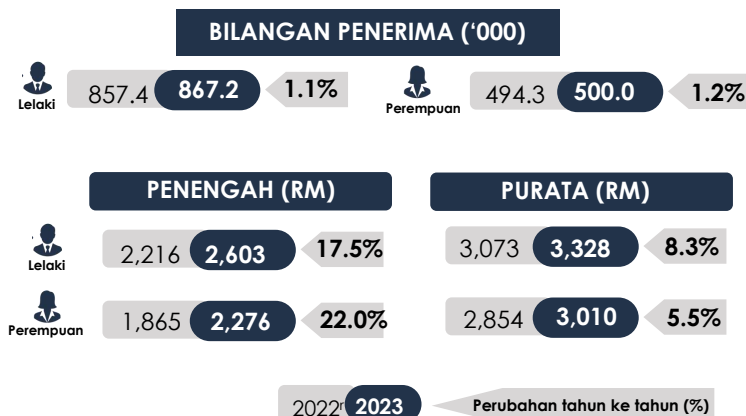 BILANGAN PENERIMA (‘000)
Lelaki 857.4 867.2 1.1% Perempuan 494.3 500.0 1.2%
PENENGAH (RM) PURATA (RM)
Lelaki 2,216 2,603 17.5% 3,073 3,328 8.3%
Perempuan 1,865 2,276 22.0% 2,854 3,010 5.5%
2022ʳ 2023 Perubahan tahun ke tahun (%)